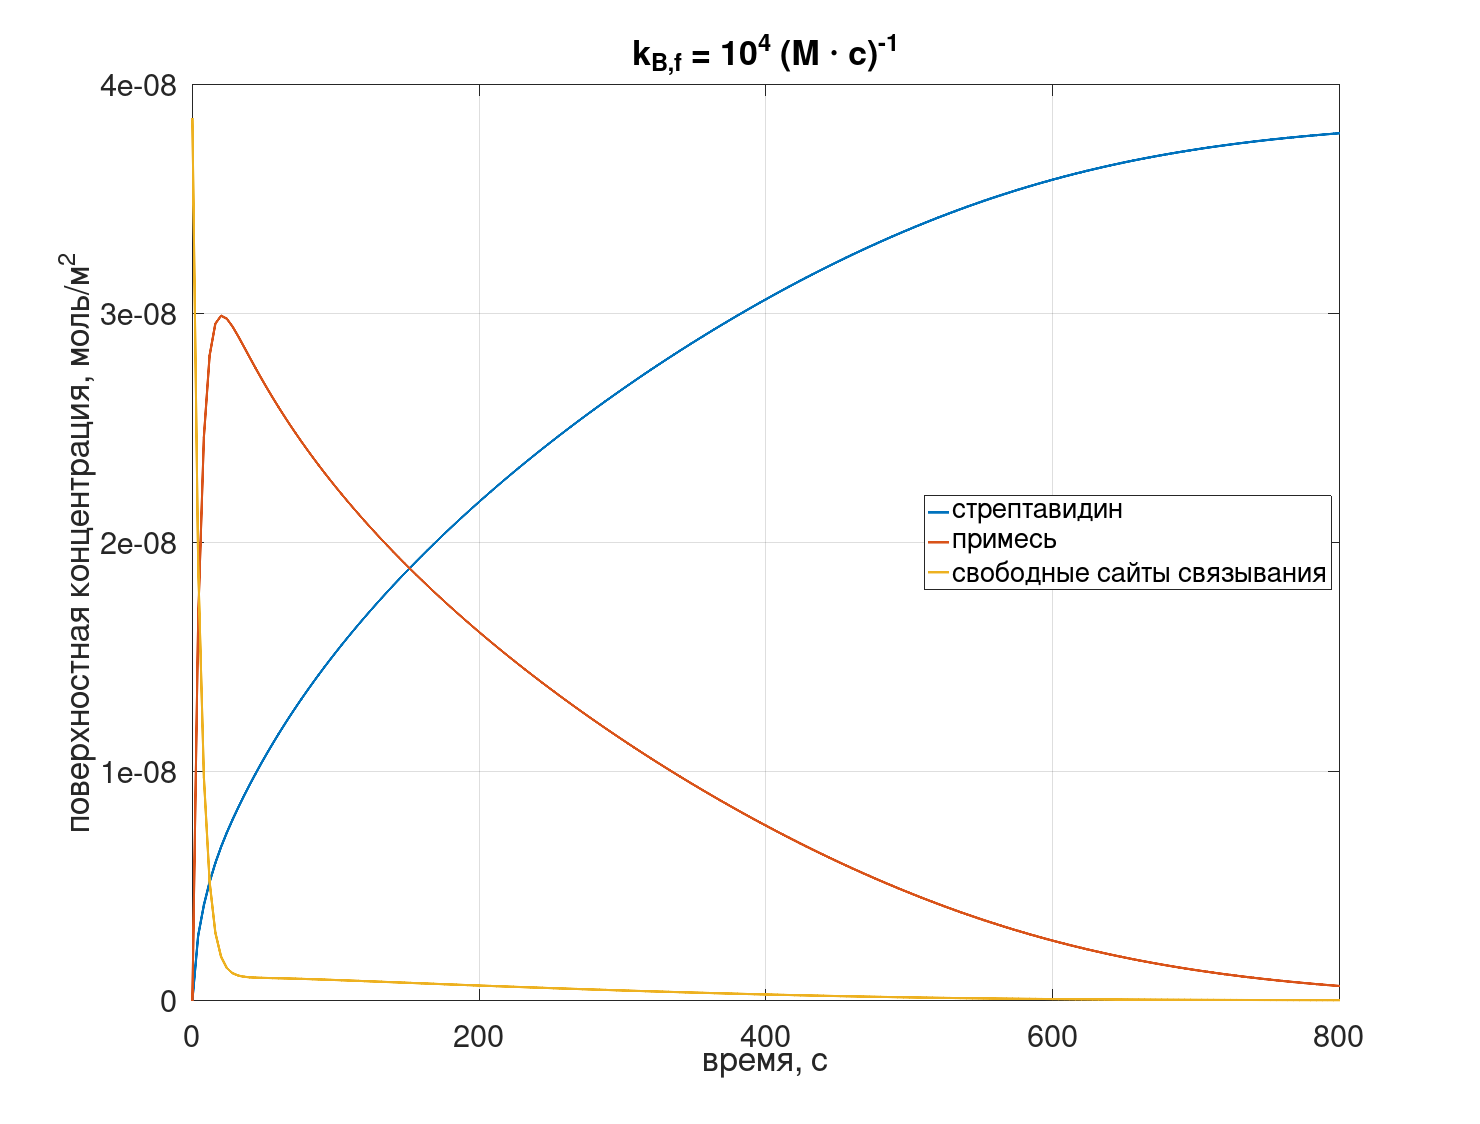 k_B,f = 10^4 (М · с)^-1
поверхностная концентрация, моль/м^2
4e-08
3e-08
2e-08
1e-08
0
стрептавидин
примесь
свободные сайты связывания
0 200 400 600 800
время, с